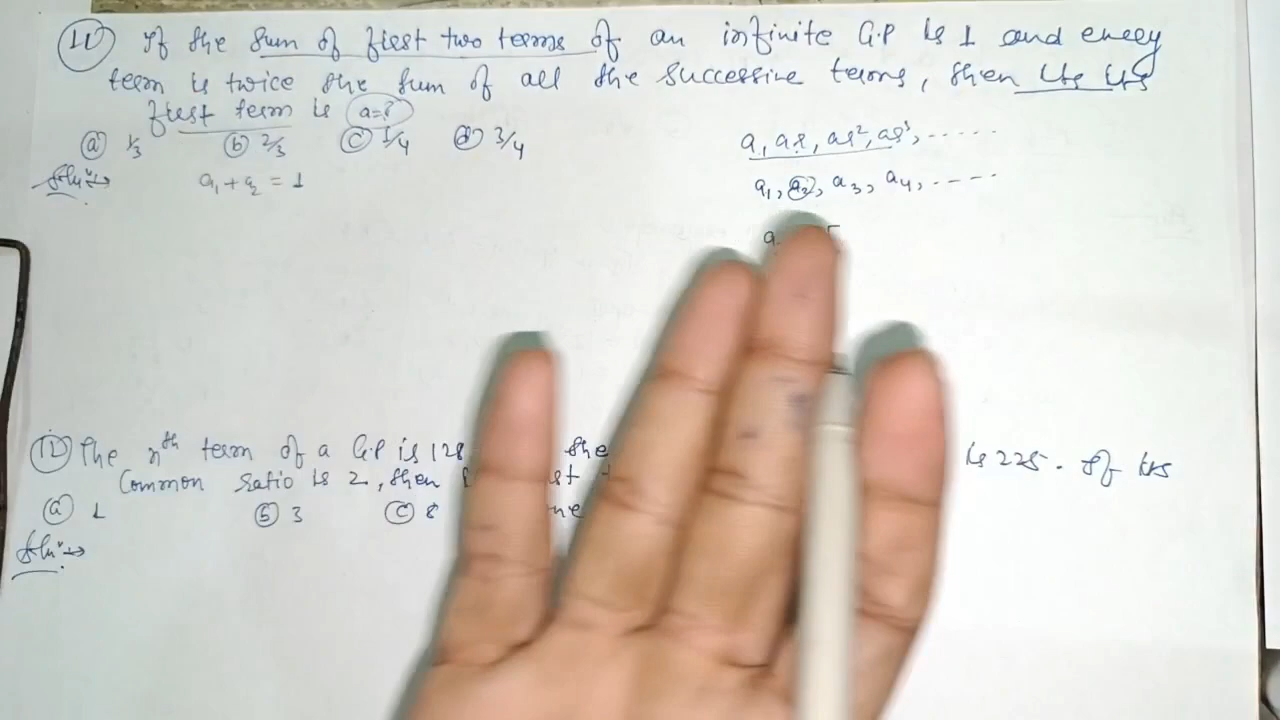 11 If the sum of first two terms of an infinite G.P is 1 and every
term is twice the sum of all the successive terms, then its its
first term is a=?
(a) 1/3 (b) 2/3 (c) 1/4 (d) 3/4
a, ar, ar², ar³, ......
Solⁿ:→ a₁ + a₂ = 1
a₁, a₂, a₃, a₄, ....
12 The nth term of a G.P is 128 the is 225. If its
Common ratio is 2, then
(a) 1 (b) 3 (c) 8 ne
Solⁿ:→